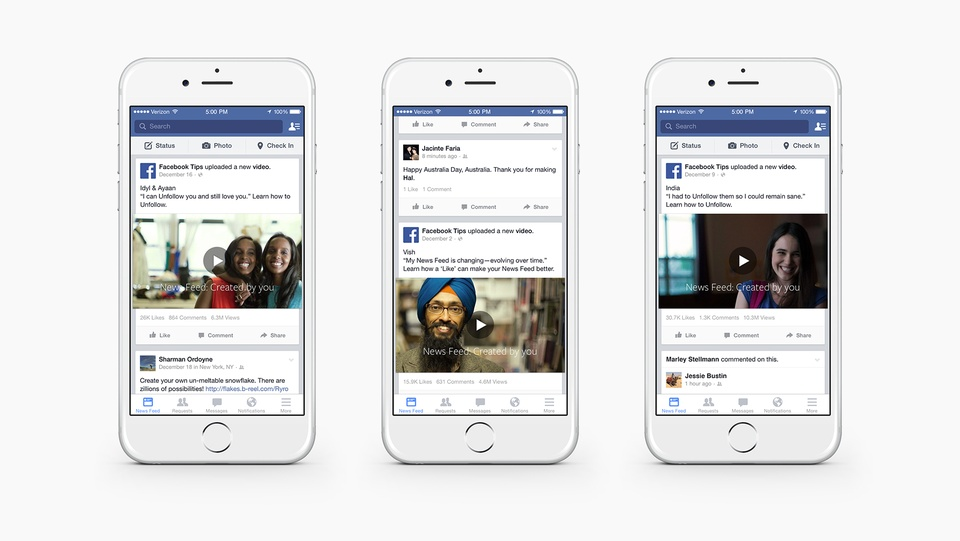 Verizon 5:00 PM 100%
Search
Status Photo Check In
Facebook Tips uploaded a new video.
December 16
Idyl & Ayaan
“I can Unfollow you and still love you.” Learn how to
Unfollow.
News Feed: Created by you
26K Likes 864 Comments 6.3M Views
Like Comment Share
Sharman Ordoyne
December 18 in New York, NY
Create your own un-meltable snowflake. There are
zillions of possibilities! http://flakes.b-reel.com/Ryro
News Feed Requests Messages Notifications More
Verizon 5:00 PM 100%
Like Comment Share
Jacinte Faria
8 minutes ago
Happy Australia Day, Australia. Thank you for making
Hal.
1 Like 1 Comment
Like Comment Share
Facebook Tips uploaded a new video.
December 2
Vish
“My News Feed is changing—evolving over time.”
Learn how a ‘Like’ can make your News Feed better.
News Feed: Created by you
15.9K Likes 631 Comments 4.8M Views
News Feed Requests Messages Notifications More
Verizon 5:00 PM 100%
Search
Status Photo Check In
Facebook Tips uploaded a new video.
December 9
India
“I had to Unfollow them so I could remain sane.”
Learn how to Unfollow.
News Feed: Created by you
30.7K Likes 1.3K Comments 10.3M Views
Like Comment Share
Marley Stellmann commented on this.
Jessie Bustin
1 hour ago
News Feed Requests Messages Notifications More